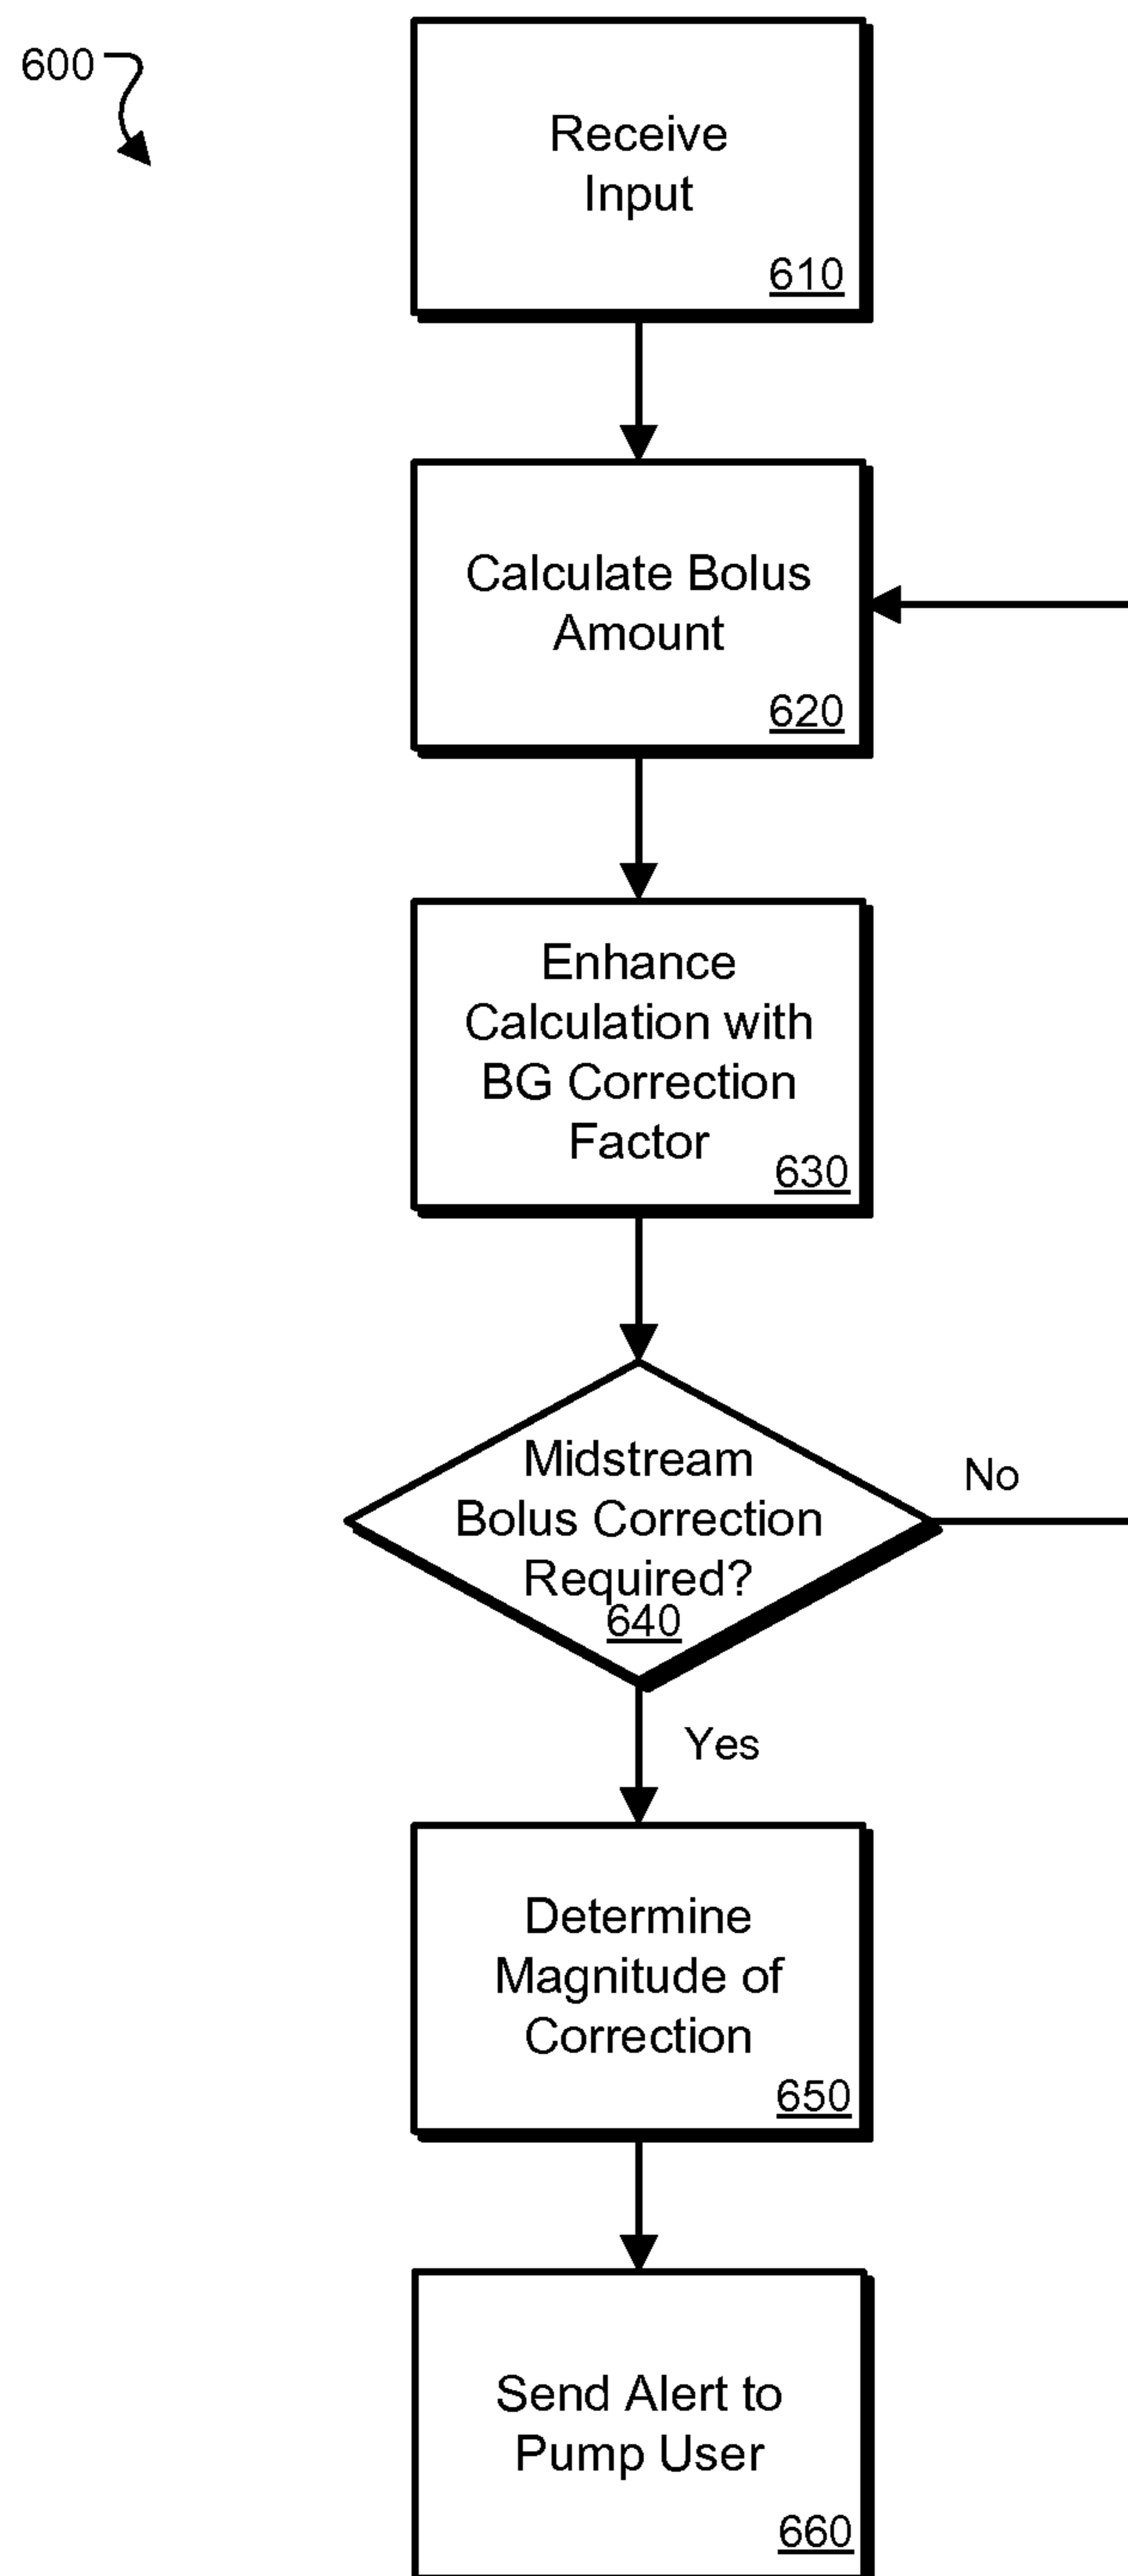 600
Receive
Input
610
Calculate Bolus
Amount
620
Enhance
Calculation with
BG Correction
Factor
630
Midstream
Bolus Correction
Required?
640
No
Yes
Determine
Magnitude of
Correction
650
Send Alert to
Pump User
660